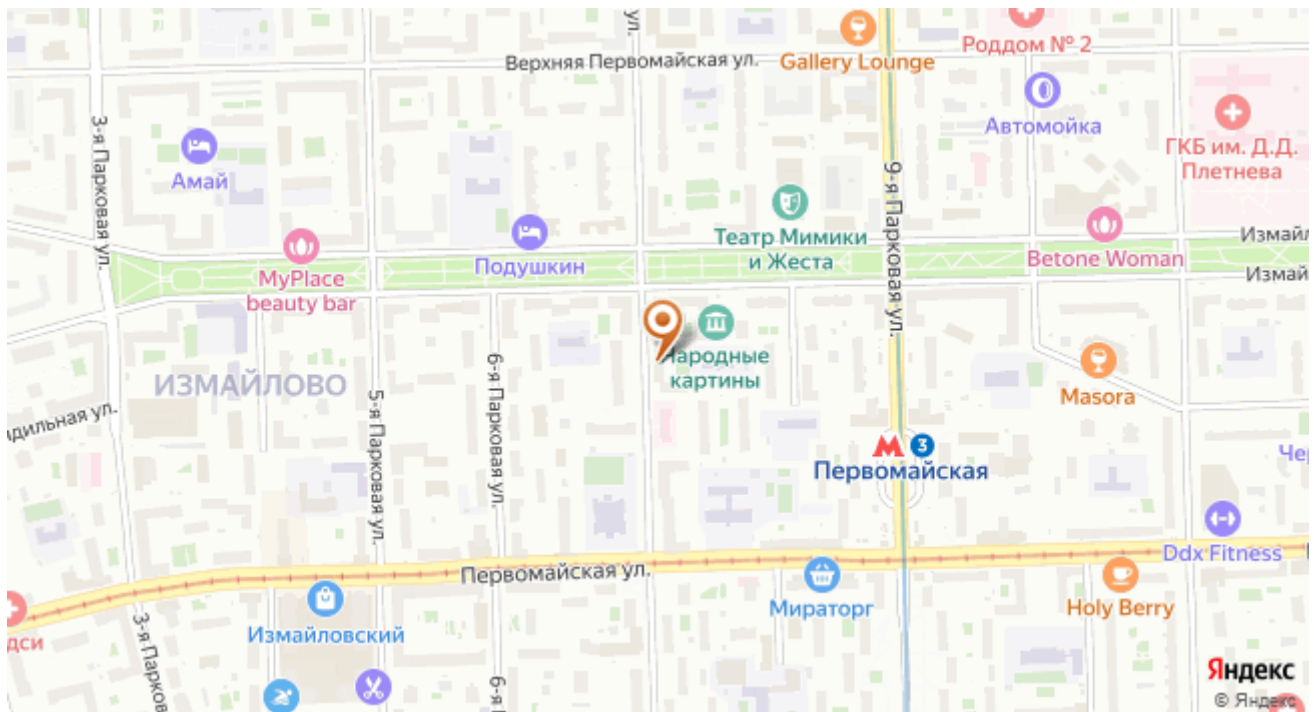 ул.
Роддом № 2
Верхняя Первомайская ул.
Gallery Lounge
3-я Парковая ул.
Автомойка
ГКБ им. Д.Д.
Плетнева
Амай
9-я Парковая ул.
Театр Мимики
и Жеста
Измайл
Подушкин
Betone Woman
MyPlace
beauty bar
Измай
Народные
картины
ИЗМАЙЛОВО
6-я Парковая ул.
Masora
5-я Парковая ул.
дильная ул.
3
Первомайская
Чер
Ddx Fitness
Первомайская ул.
Мираторг
Holy Berry
Измайловский
дси
3-я Парков
6-я
Яндекс
© Яндекс